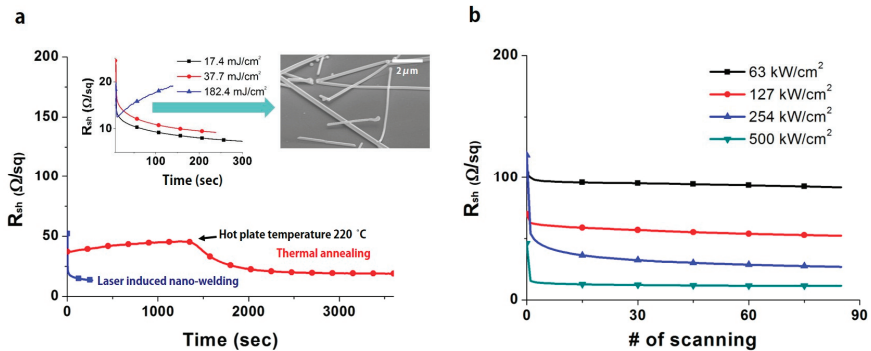 a
200
150
100
50
0
R_sh (Ω/sq)
0
1000
2000
3000
Time (sec)
20
10
R_sh (Ω/sq)
0
100
200
300
Time (sec)
17.4 mJ/cm²
37.7 mJ/cm²
182.4 mJ/cm²
2 μm
Hot plate temperature 220 °C
Thermal annealing
Laser induced nano-welding
b
200
100
0
R_sh (Ω/sq)
0
30
60
90
# of scanning
63 kW/cm²
127 kW/cm²
254 kW/cm²
500 kW/cm²